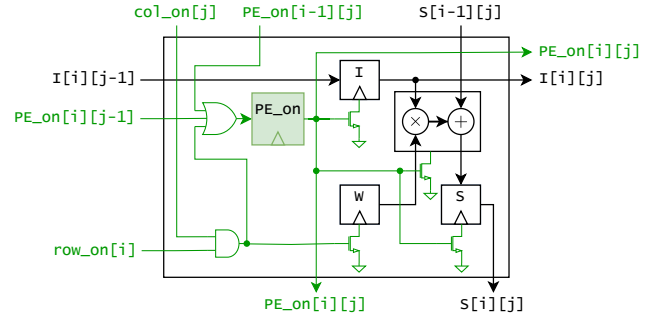 col_on[j]
PE_on[i-1][j]
S[i-1][j]
PE_on[i][j]
I[i][j-1]
I
I[i][j]
PE_on[i][j-1]
PE_on
×
+
W
S
row_on[i]
PE_on[i][j]
S[i][j]